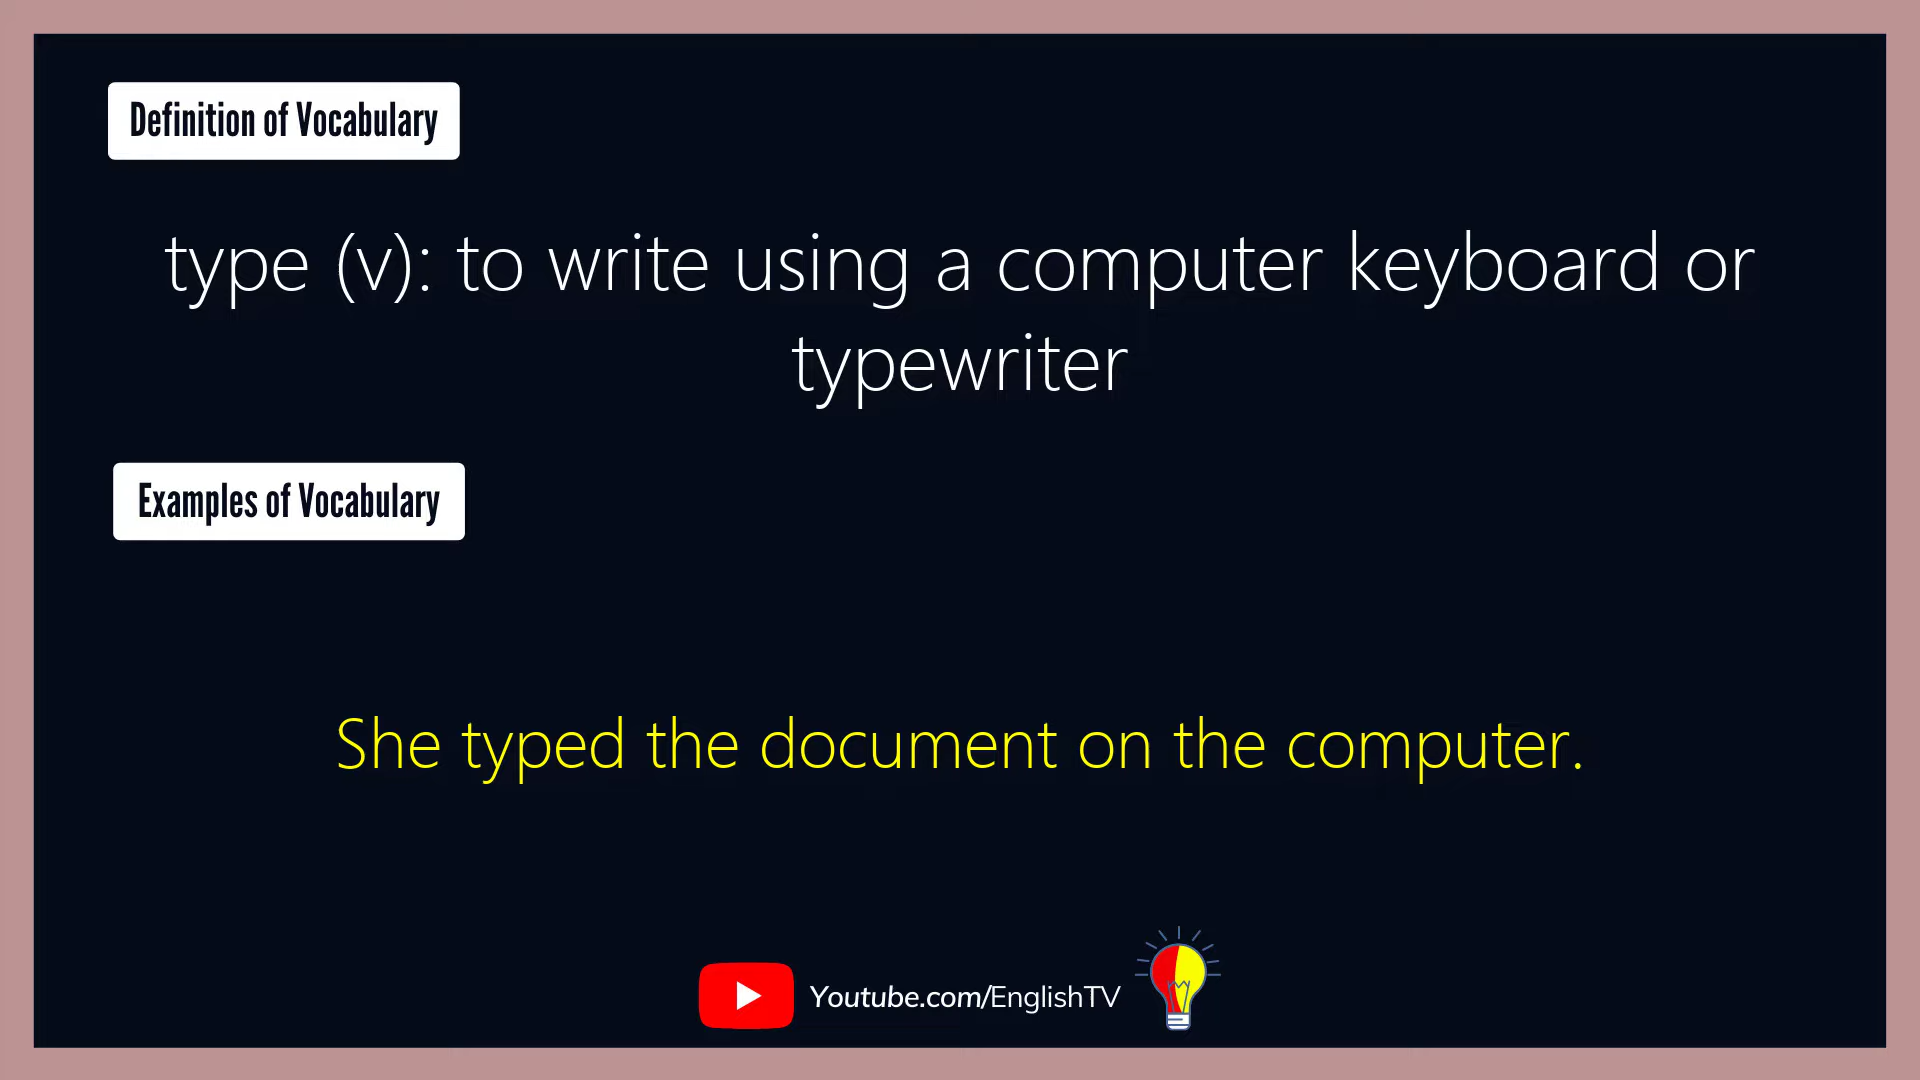 Definition of Vocabulary
type (v): to write using a computer keyboard or
typewriter
Examples of Vocabulary
She typed the document on the computer.
Youtube.com/EnglishTV